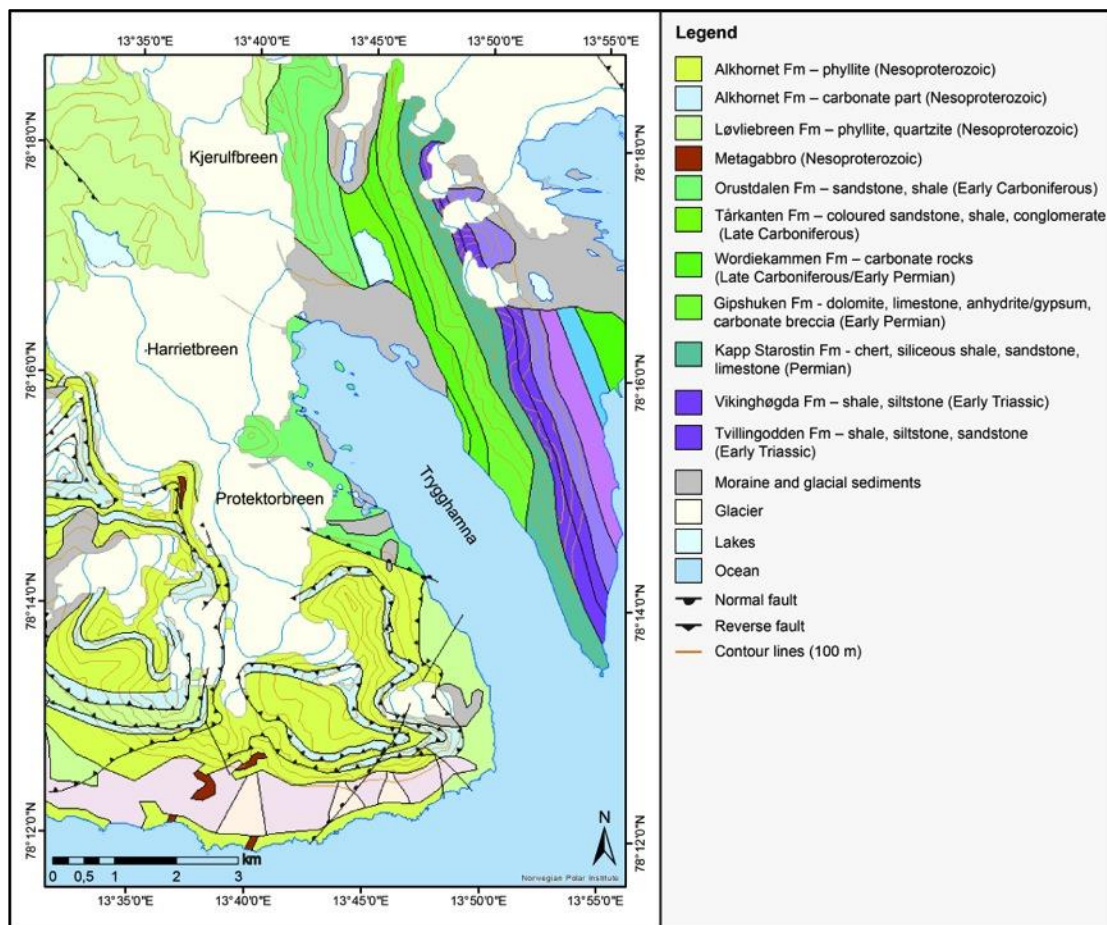 13°35'0"E 13°40'0"E 13°45'0"E 13°50'0"E 13°55'0"E
78°18'0"N
78°16'0"N
78°14'0"N
78°12'0"N
78°18'0"N
78°16'0"N
78°14'0"N
78°12'0"N
Kjerulfbreen
-Harrietbreen
Protektorbreen
Trygghamna
N
km
0 0,5 1 2 3
Norwegian Polar Institute
13°35'0"E 13°40'0"E 13°45'0"E 13°50'0"E 13°55'0"E
Legend
Alkhornet Fm – phyllite (Nesoproterozoic)
Alkhornet Fm – carbonate part (Nesoproterozoic)
Løvliebreen Fm – phyllite, quartzite (Nesoproterozoic)
Metagabbro (Nesoproterozoic)
Orustdalen Fm – sandstone, shale (Early Carboniferous)
Tårkanten Fm – coloured sandstone, shale, conglomerate
(Late Carboniferous)
Wordiekammen Fm – carbonate rocks
(Late Carboniferous/Early Permian)
Gipshuken Fm - dolomite, limestone, anhydrite/gypsum,
carbonate breccia (Early Permian)
Kapp Starostin Fm - chert, siliceous shale, sandstone,
limestone (Permian)
Vikinghøgda Fm – shale, siltstone (Early Triassic)
Tvillingodden Fm – shale, siltstone, sandstone
(Early Triassic)
Moraine and glacial sediments
Glacier
Lakes
Ocean
Normal fault
Reverse fault
Contour lines (100 m)